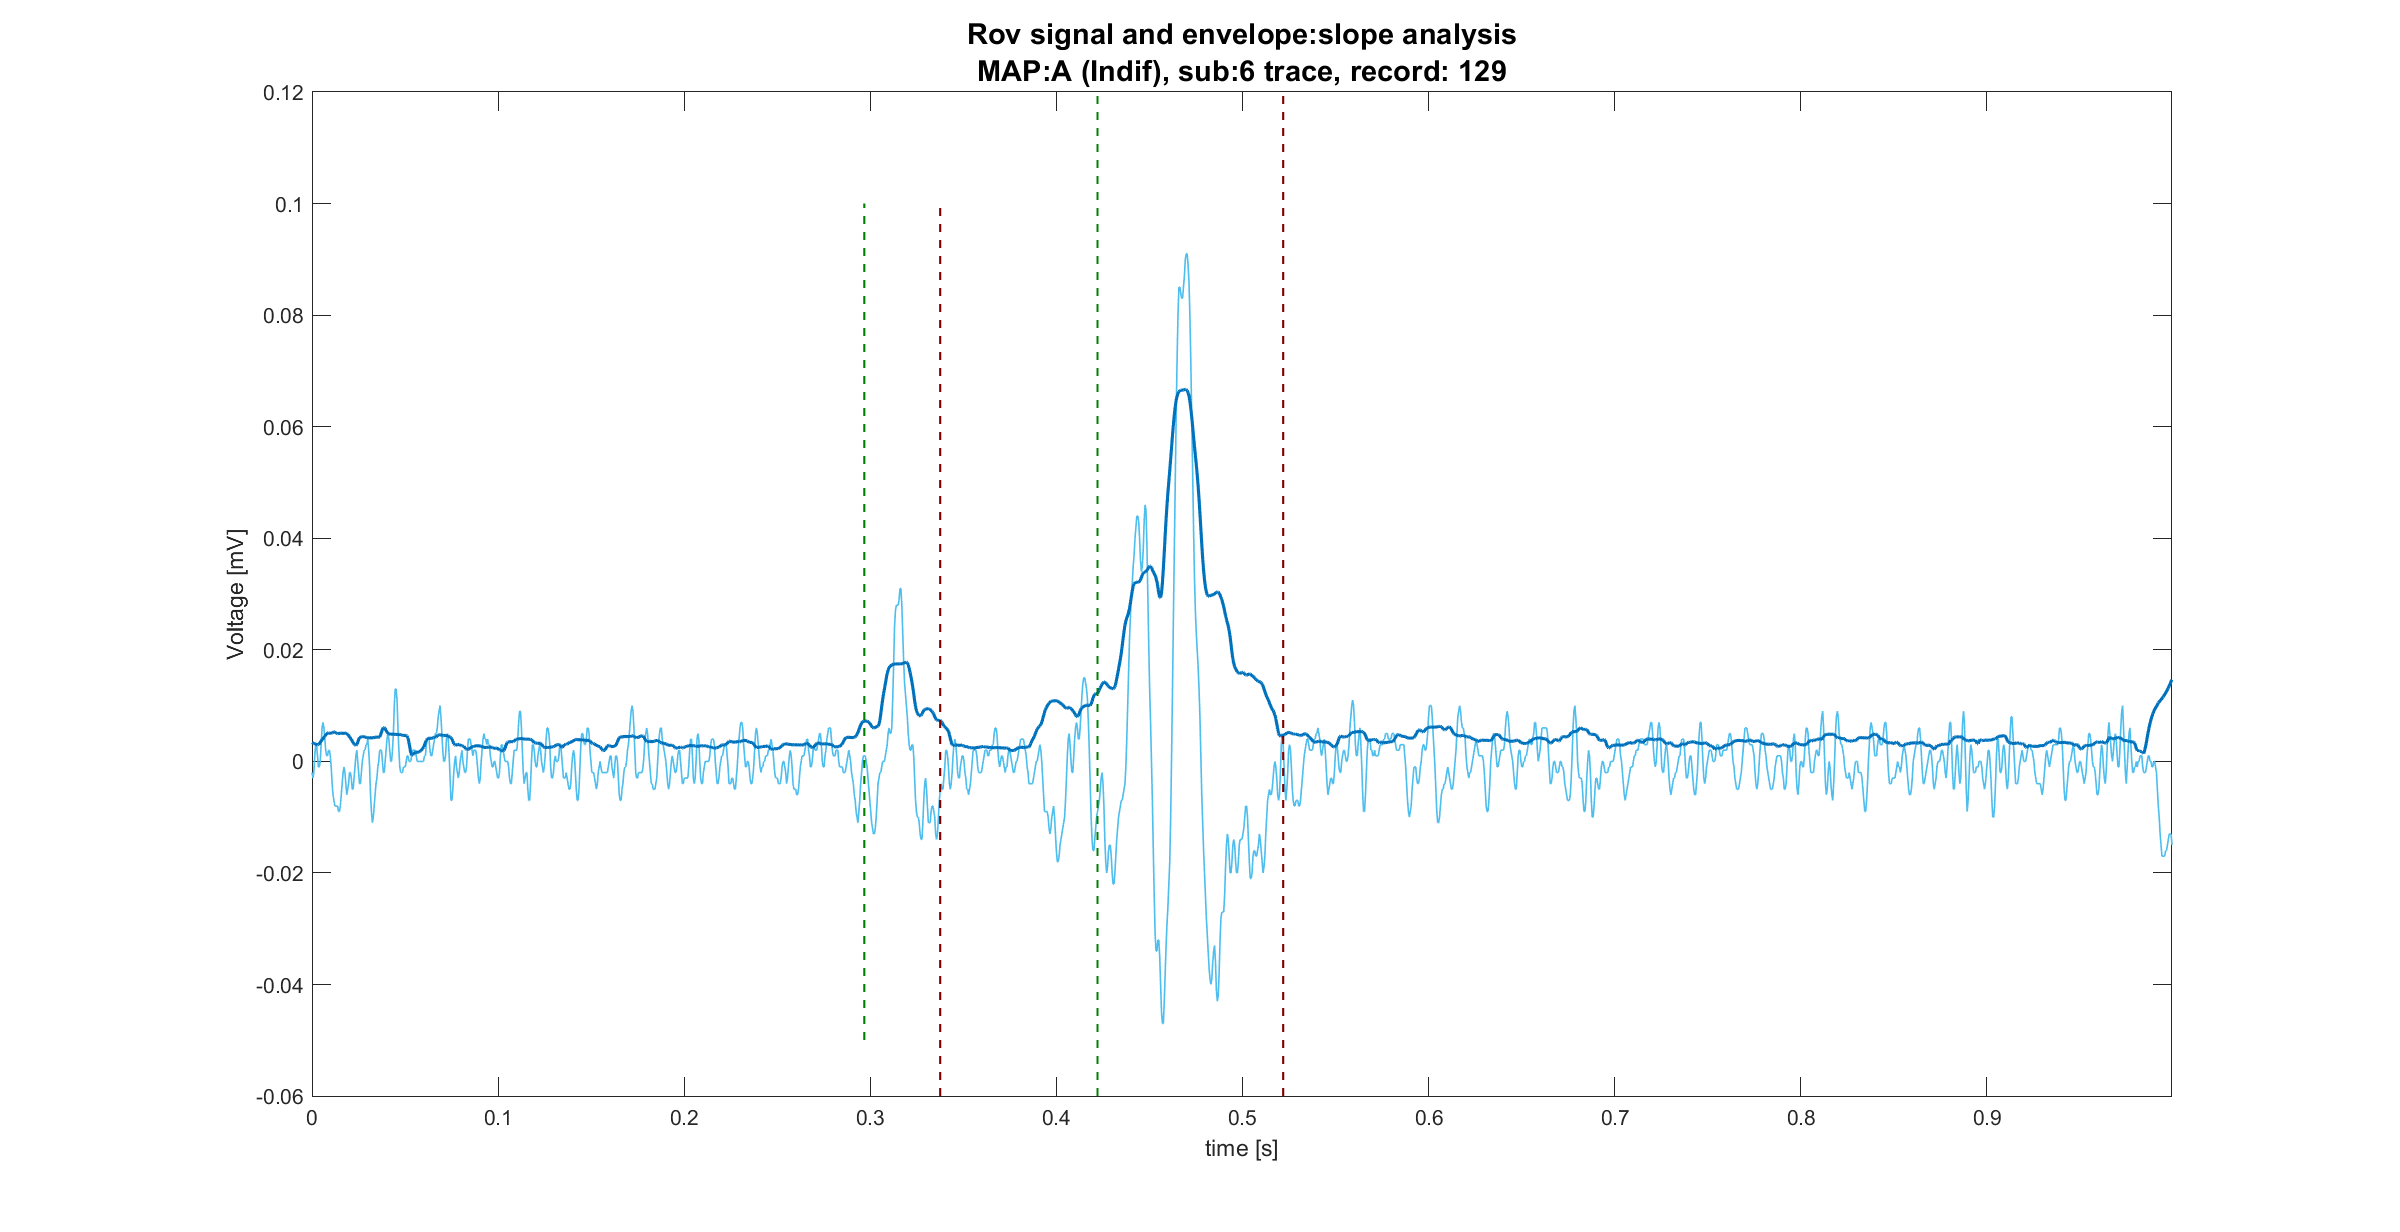 Rov signal and envelope:slope analysis
MAP:A (Indif), sub:6 trace, record: 129
0.12
0.1
0.08
0.06
0.04
0.02
0
-0.02
-0.04
-0.06
Voltage [mV]
0 0.1 0.2 0.3 0.4 0.5 0.6 0.7 0.8 0.9
time [s]